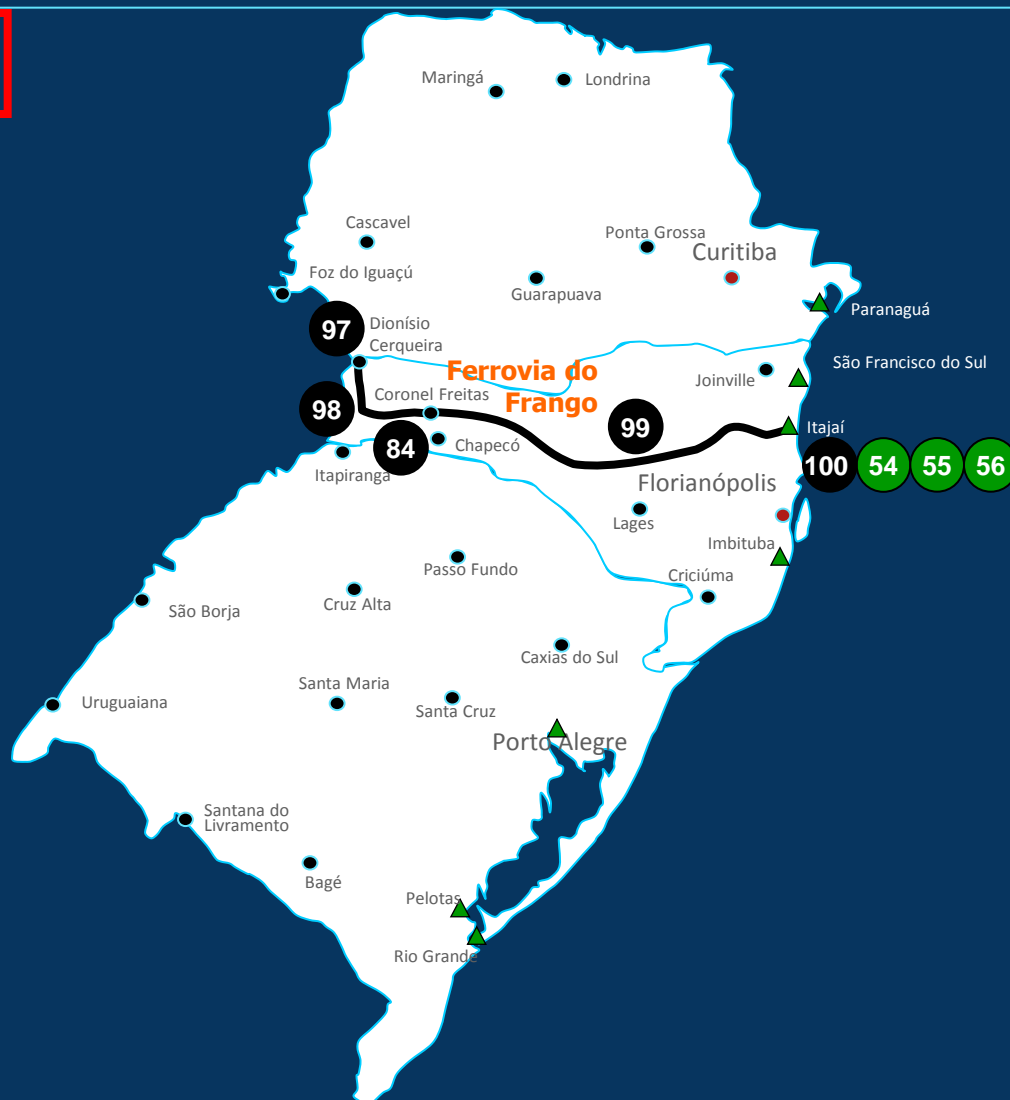 Maringá
Londrina
Cascavel
Ponta Grossa
Curitiba
Foz do Iguaçú
Guarapuava
Paranaguá
97
Dionísio
Cerqueira
São Francisco do Sul
Ferrovia do
Frango
Joinville
Coronel Freitas
98
99
Itajaí
84
Chapecó
100
54
55
56
Itapiranga
Florianópolis
Lages
Imbituba
Passo Fundo
Criciúma
Cruz Alta
São Borja
Caxias do Sul
Santa Maria
Uruguaiana
Santa Cruz
Porto Alegre
Santana do
Livramento
Bagé
Pelotas
Rio Grande